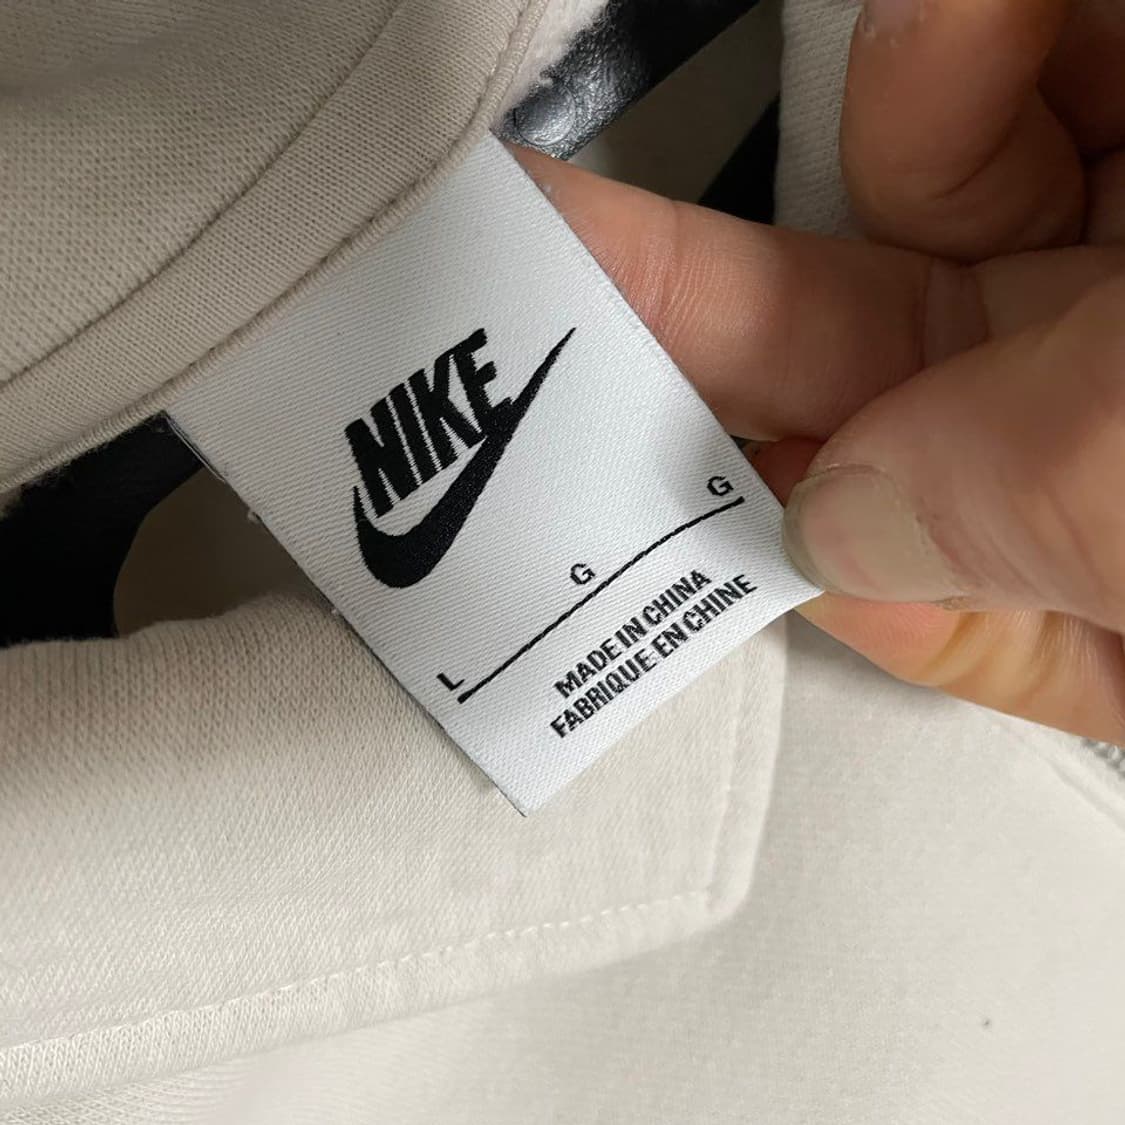 NIKE
L G G
MADE IN CHINA
FABRIQUE EN CHINE